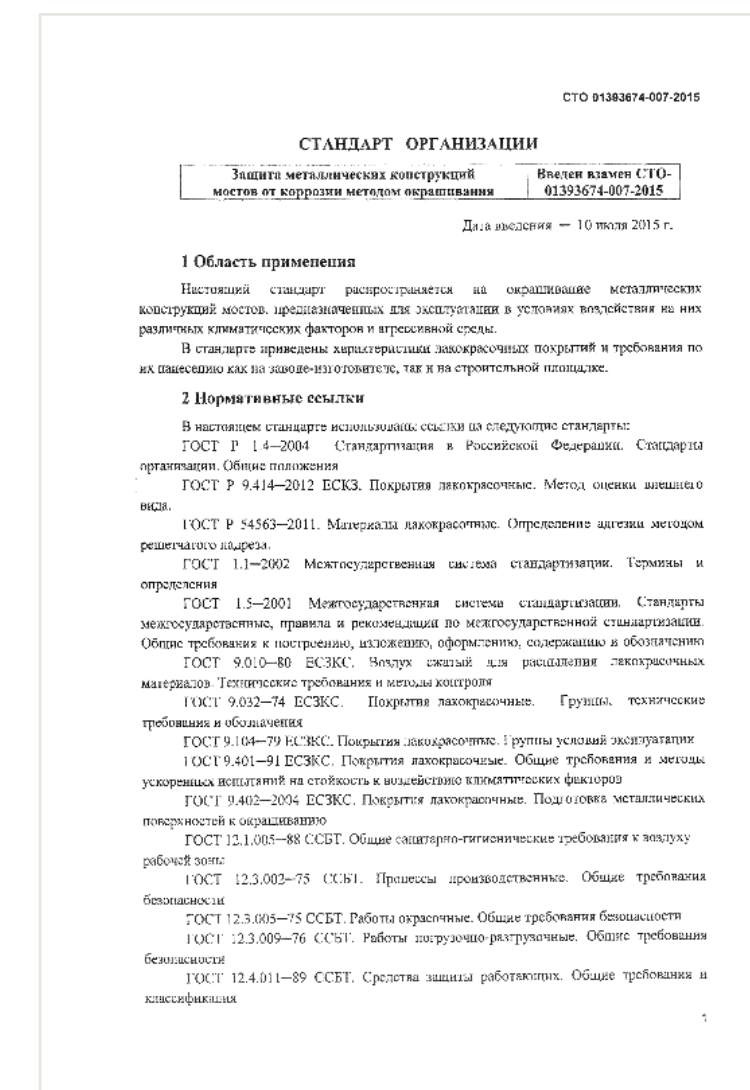 СТО 01393674-007-2015
СТАНДАРТ ОРГАНИЗАЦИИ
Защита металлических конструкций
мостов от коррозии методом окрашивания
Введен взамен СТО-
01393674-007-2015
Дата введения — 10 июля 2015 г.
1 Область применения
Настоящий стандарт распространяется на окрашивание металлических
конструкций мостов, предназначенных для эксплуатации в условиях воздействия на них
различных климатических факторов и агрессивной среды.
В стандарте приведены характеристики лакокрасочных покрытий и требования по
их нанесению как на заводе-изготовителе, так и на строительной площадке.
2 Нормативные ссылки
В настоящем стандарте использованы ссылки на следующие стандарты:
ГОСТ Р 1.4—2004 Стандартизация в Российской Федерации. Стандарты
организации. Общие положения
ГОСТ Р 9.414—2012 ЕСКЗ. Покрытия лакокрасочные. Метод оценки внешнего
вида.
ГОСТ Р 54563—2011. Материалы лакокрасочные. Определение адгезии методом
решетчатого надреза.
ГОСТ 1.1—2002 Межгосударственная система стандартизации. Термины и
определения
ГОСТ 1.5—2001 Межгосударственная система стандартизации. Стандарты
межгосударственные, правила и рекомендации по межгосударственной стандартизации.
Общие требования к построению, изложению, оформлению, содержанию и обозначению
ГОСТ 9.010—80 ЕСЗКС. Воздух сжатый для распыления лакокрасочных
материалов. Технические требования и методы контроля
ГОСТ 9.032—74 ЕСЗКС. Покрытия лакокрасочные. Группы, технические
требования и обозначения
ГОСТ 9.104—79 ЕСЗКС. Покрытия лакокрасочные. Группы условий эксплуатации
ГОСТ 9.401—91 ЕСЗКС. Покрытия лакокрасочные. Общие требования и методы
ускоренных испытаний на стойкость к воздействию климатических факторов
ГОСТ 9.402—2004 ЕСЗКС. Покрытия лакокрасочные. Подготовка металлических
поверхностей к окрашиванию
ГОСТ 12.1.005—88 ССБТ. Общие санитарно-гигиенические требования к воздуху
рабочей зоны
ГОСТ 12.3.002—75 ССБТ. Процессы производственные. Общие требования
безопасности
ГОСТ 12.3.005—75 ССБТ. Работы окрасочные. Общие требования безопасности
ГОСТ 12.3.009—76 ССБТ. Работы погрузочно-разгрузочные. Общие требования
безопасности
ГОСТ 12.4.011—89 ССБТ. Средства защиты работающих. Общие требования и
классификация
1